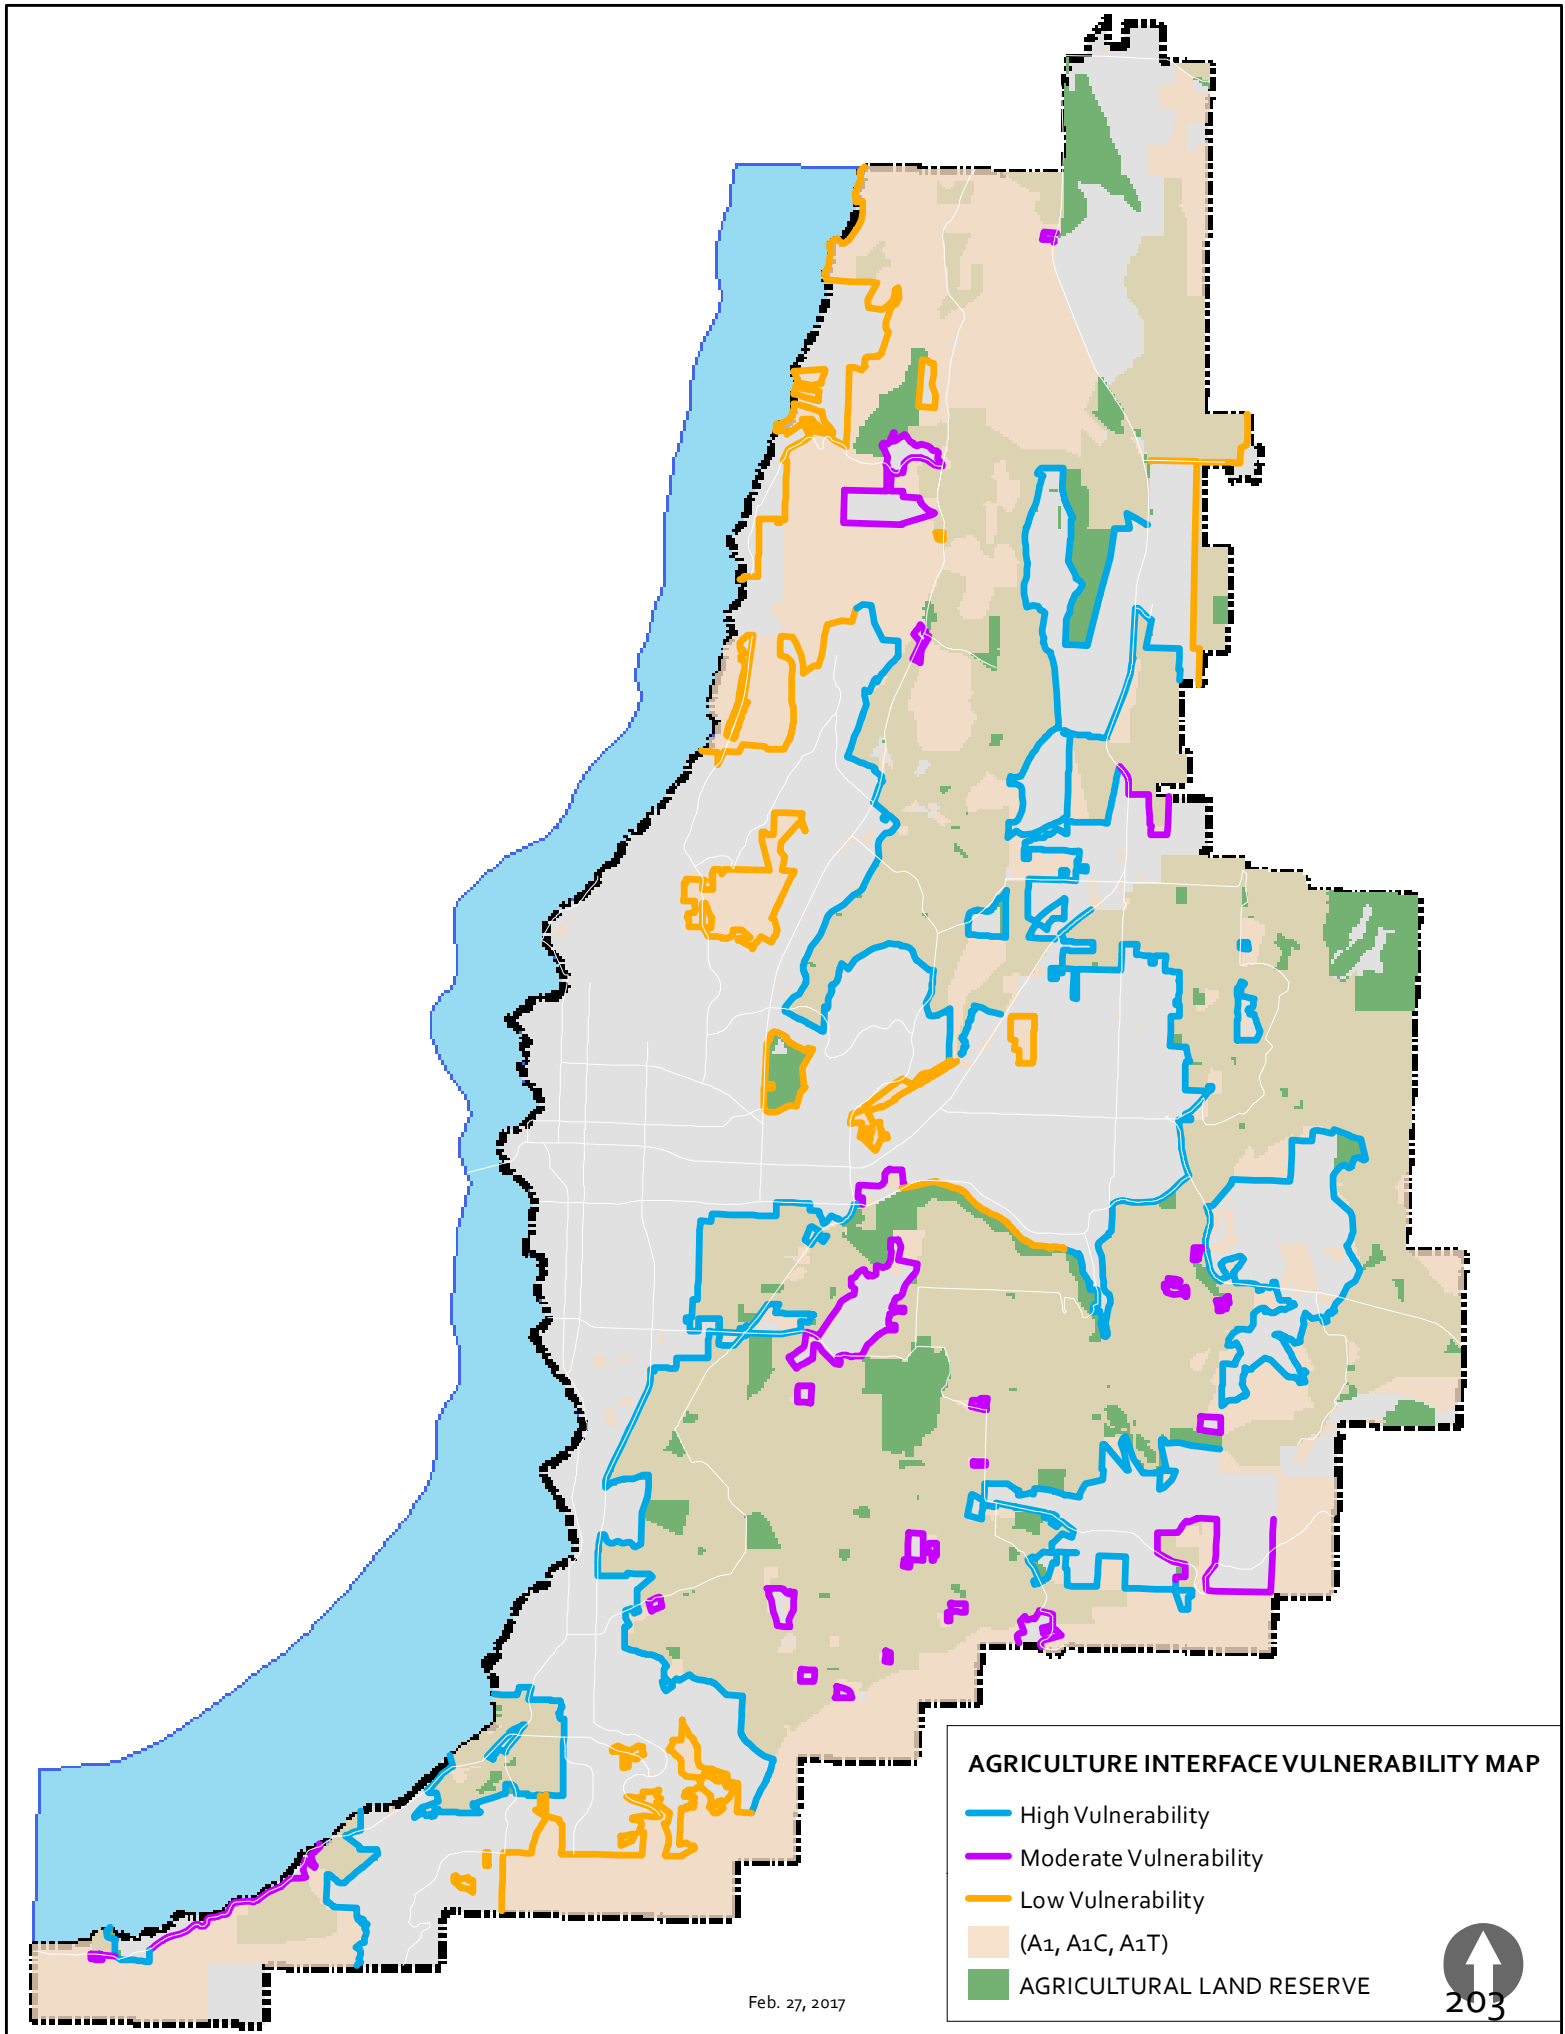 AGRICULTURE INTERFACE VULNERABILITY MAP
High Vulnerability
Moderate Vulnerability
Low Vulnerability
(A1, A1C, A1T)
AGRICULTURAL LAND RESERVE
203
Feb. 27, 2017